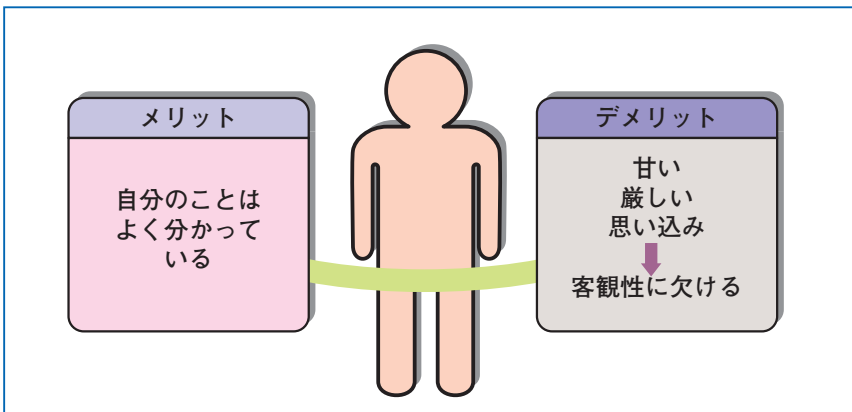 メリット
自分のことは
よく分かって
いる
デメリット
甘い
厳しい
思い込み
客観性に欠ける